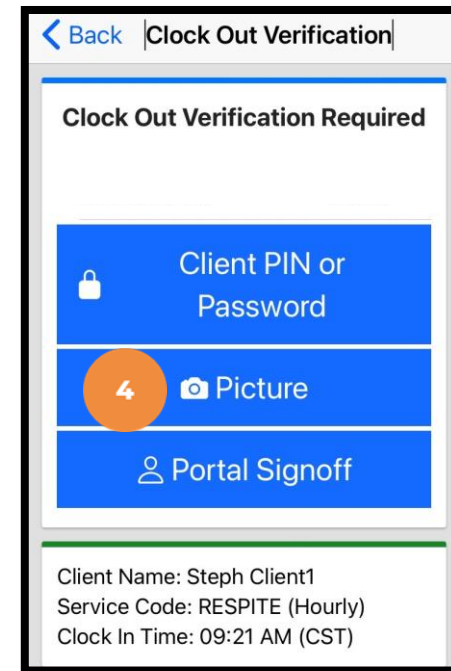 Back Clock Out Verification
Clock Out Verification Required
Client PIN or
Password
4 Picture
Portal Signoff
Client Name: Steph Client1
Service Code: RESPITE (Hourly)
Clock In Time: 09:21 AM (CST)